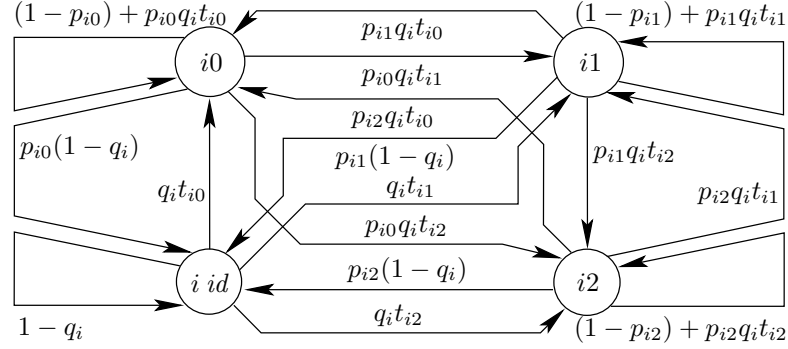 (1 − p_{i0}) + p_{i0}q_it_{i0}
(1 − p_{i1}) + p_{i1}q_it_{i1}
p_{i1}q_it_{i0}
i0
i1
p_{i0}q_it_{i1}
p_{i2}q_it_{i0}
p_{i0}(1 − q_i)
p_{i1}(1 − q_i)
p_{i1}q_it_{i2}
q_it_{i0}
q_it_{i1}
p_{i2}q_it_{i1}
p_{i0}q_it_{i2}
p_{i2}(1 − q_i)
i id
i2
q_it_{i2}
1 − q_i
(1 − p_{i2}) + p_{i2}q_it_{i2}